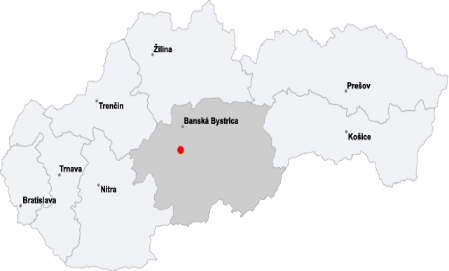 Žilina
Prešov
Trenčín
Banská Bystrica
Košice
Trnava
Nitra
Bratislava